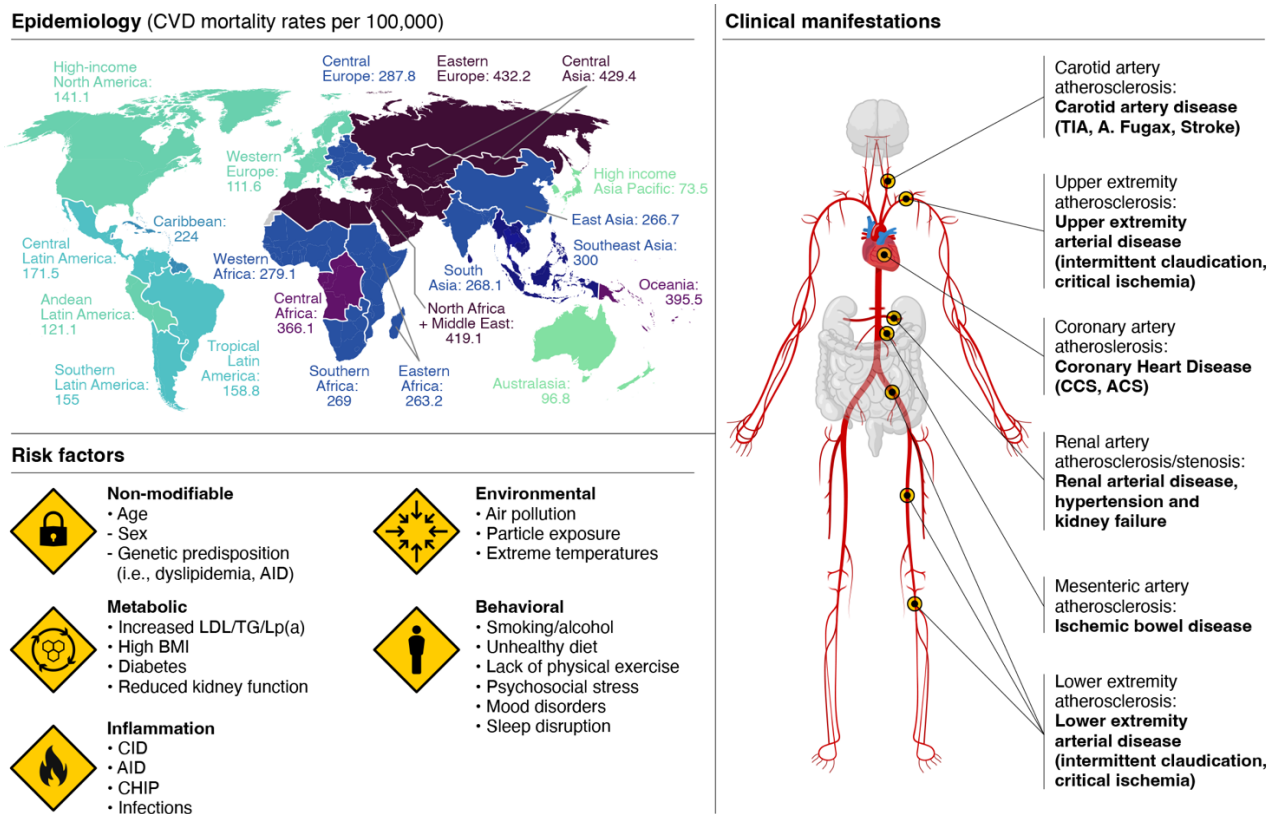 Epidemiology (CVD mortality rates per 100,000)
High-income
North America:
141.1
Central
Europe: 287.8
Eastern
Europe: 432.2
Central
Asia: 429.4
Western
Europe:
111.6
High income
Asia Pacific: 73.5
Caribbean:
224
East Asia: 266.7
Central
Latin America:
171.5
Western
Africa: 279.1
South
Asia: 268.1
Southeast Asia:
300
Andean
Latin America:
121.1
Central
Africa:
366.1
North Africa
+ Middle East:
419.1
Oceania:
395.5
Southern
Latin America:
155
Tropical
Latin
America:
158.8
Southern
Africa:
269
Eastern
Africa:
263.2
Australasia:
96.8
Risk factors
Non-modifiable
• Age
- Sex
- Genetic predisposition
(i.e., dyslipidemia, AID)
Metabolic
• Increased LDL/TG/Lp(a)
• High BMI
• Diabetes
• Reduced kidney function
Inflammation
• CID
• AID
• CHIP
• Infections
Environmental
• Air pollution
• Particle exposure
• Extreme temperatures
Behavioral
• Smoking/alcohol
• Unhealthy diet
• Lack of physical exercise
• Psychosocial stress
• Mood disorders
• Sleep disruption
Clinical manifestations
Carotid artery
atherosclerosis:
Carotid artery disease
(TIA, A. Fugax, Stroke)
Upper extremity
atherosclerosis:
Upper extremity
arterial disease
(intermittent claudication,
critical ischemia)
Coronary artery
atheroslerosis:
Coronary Heart Disease
(CCS, ACS)
Renal artery
atherosclerosis/stenosis:
Renal arterial disease,
hypertension and
kidney failure
Mesenteric artery
atherosclerosis:
Ischemic bowel disease
Lower extremity
atherosclerosis:
Lower extremity
arterial disease
(intermittent claudication,
critical ischemia)